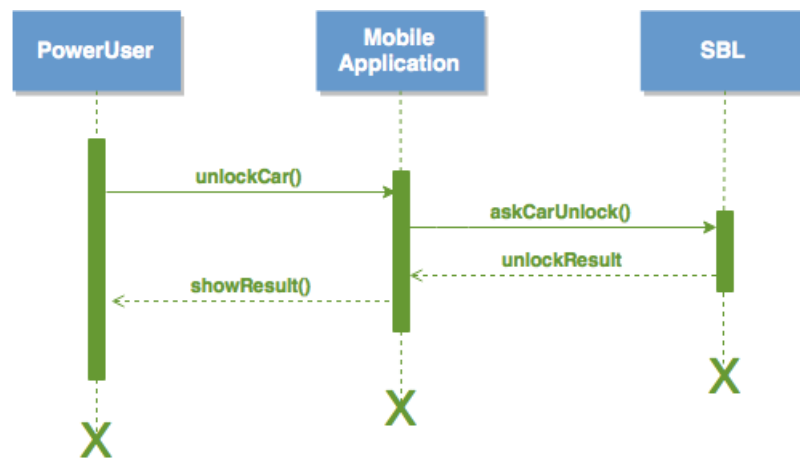 PowerUser
Mobile
Application
SBL
unlockCar()
askCarUnlock()
unlockResult
showResult()
X
X
X